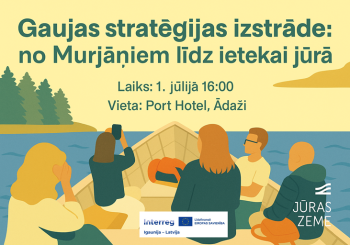 Gaujas stratēģijas izstrāde:
no Murjāņiem līdz ietekai jūrā
Laiks: 1. jūlijā 16:00
Vieta: Port Hotel, Ādaži
JŪRAS
ZEME
interreg
Igaunija – Latvija